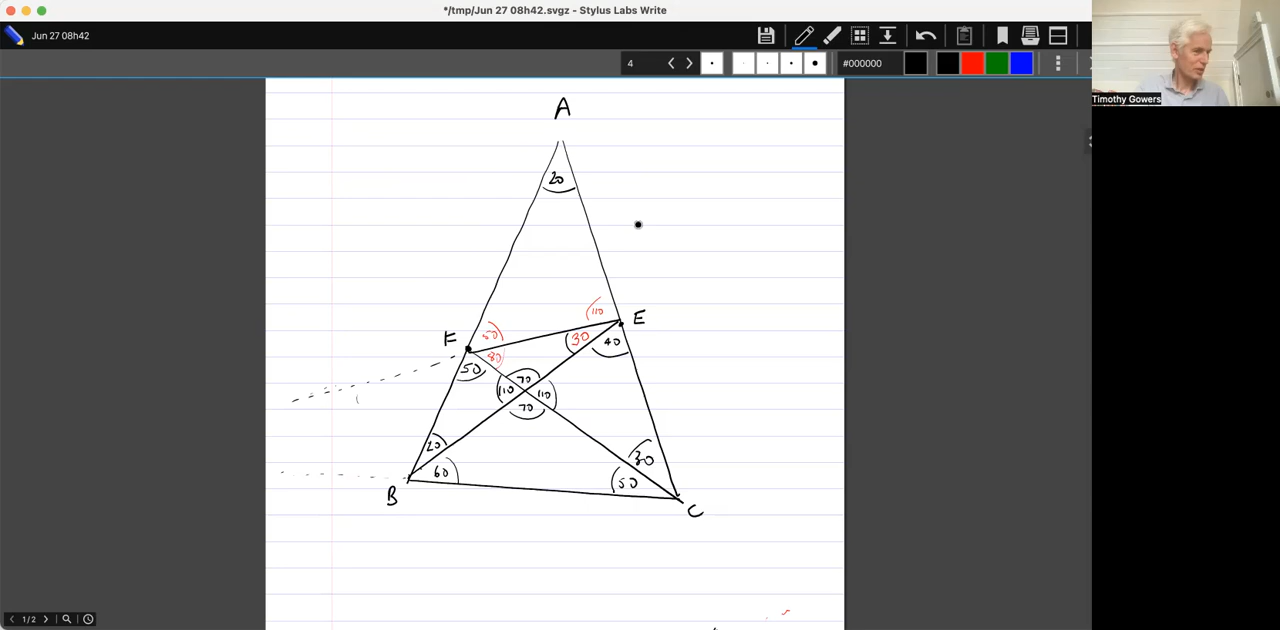 */tmp/Jun 27 08h42.svgz - Stylus Labs Write
Jun 27 08h42
4
#000000
Timothy Gowers
A
20
110
E
F
50
30
40
80
50
70
110
110
70
20
30
60
50
B
C
1/2